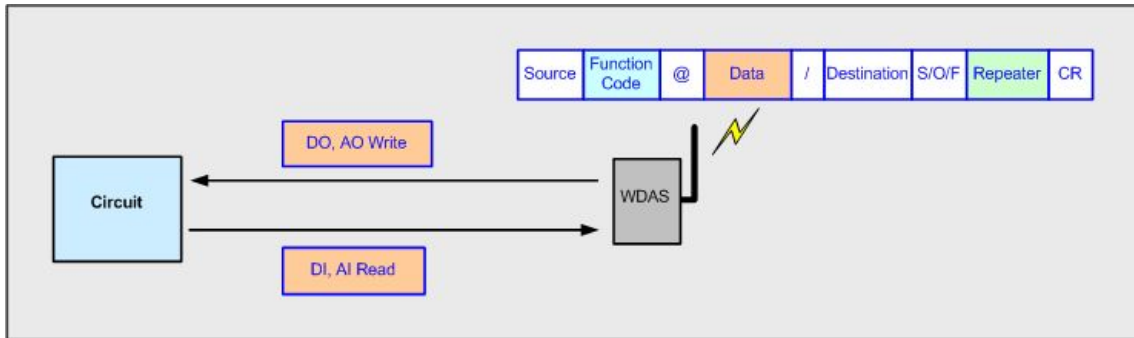 Source Function Code @ Data / Destination S/O/F Repeater CR
DO, AO Write
Circuit
WDAS
DI, AI Read